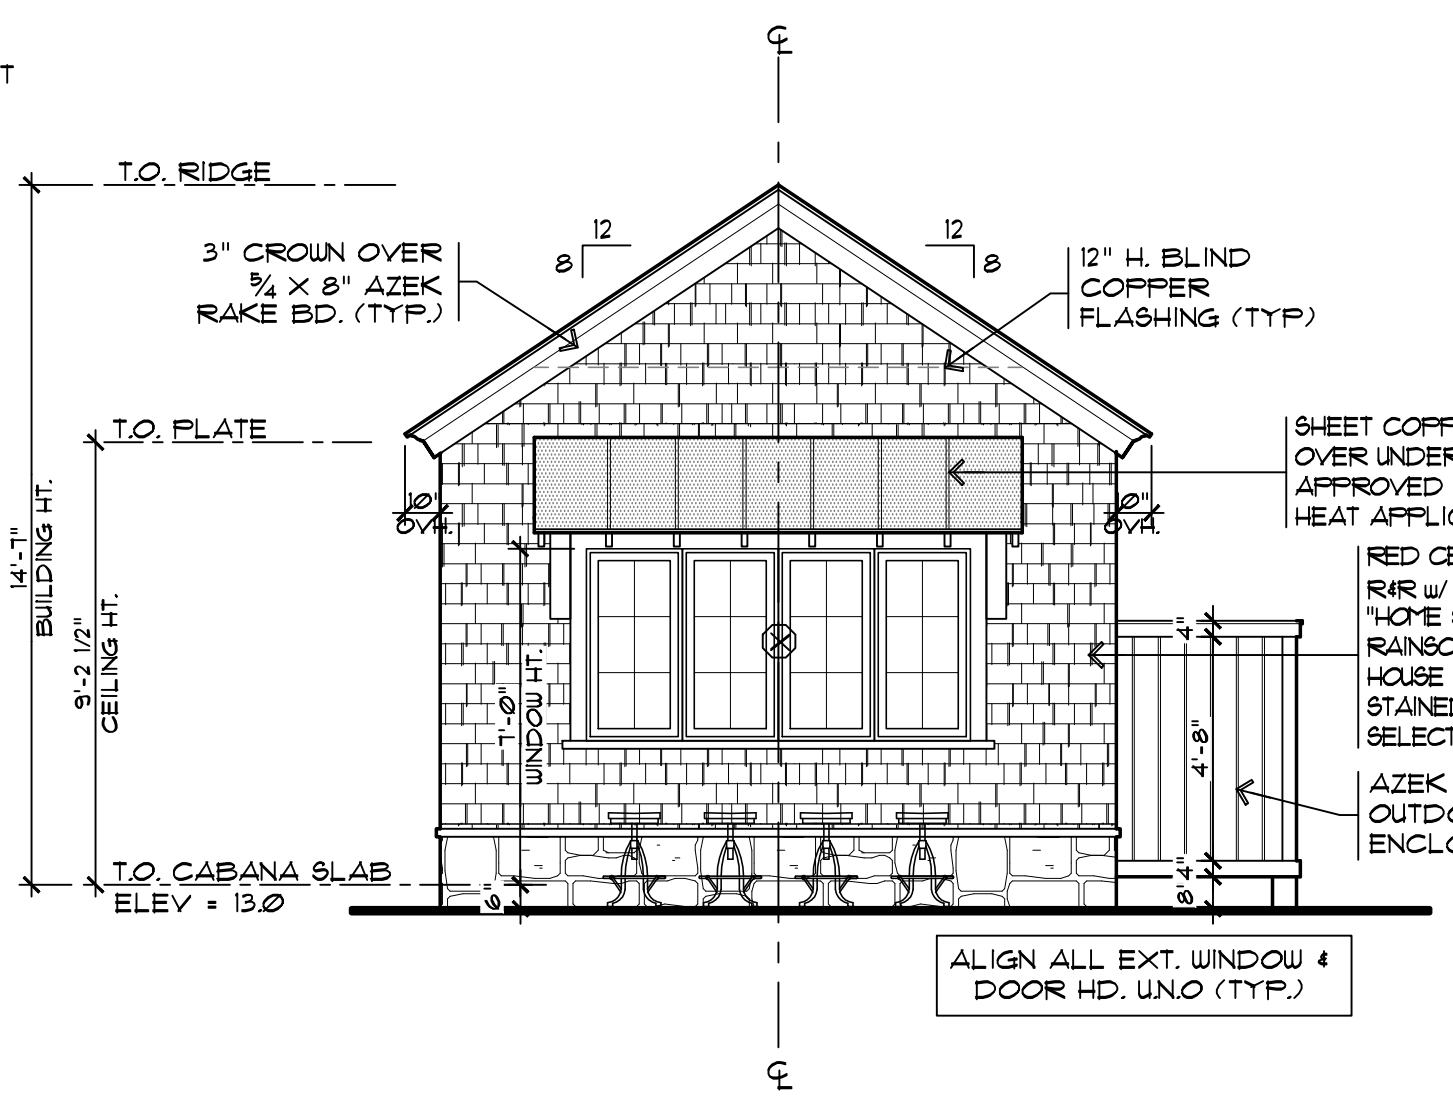 ℄
T
T.O. RIDGE
3" CROWN OVER
5/4 X 8" AZEK
RAKE BD. (TYP.)
12
8
12
8
12" H. BLIND
COPPER
FLASHING (TYP)
T.O. PLATE
10"
OVH.
10"
OVH.
SHEET COPP
OVER UNDER
APPROVED
HEAT APPLIC
14'-7"
BUILDING HT.
9'-2 1/2"
CEILING HT.
7'-0"
WINDOW HT.
X
RED CE
R&R w/
"HOME S
RAINSC
HOUSE
STAINED
SELECT
4"
4'-8"
4"
8"
AZEK
OUTDO
ENCLO
T.O. CABANA SLAB
ELEV = 13.0
6"
ALIGN ALL EXT. WINDOW &
DOOR HD. U.N.O (TYP.)
℄